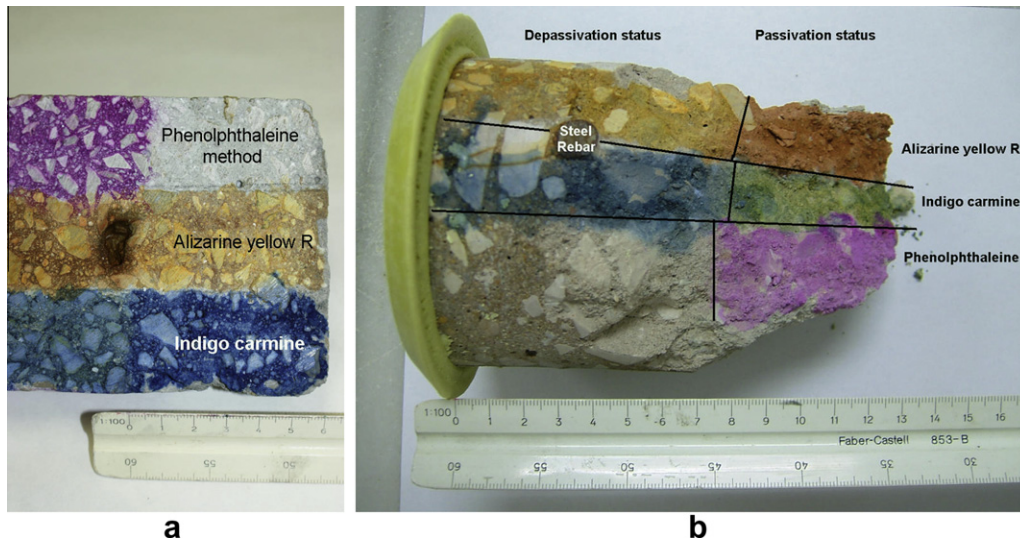 Phenolphthaleine
method
Alizarine yellow R
Indigo carmine
1:100 0 1 2 3 4 5 6 7
60 55 50
a
Depassivation status
Passivation status
Steel
Rebar
Alizarine yellow R
Indigo carmine
Phenolphthaleine
1:100 0 1 2 3 4 5 6 7 8 9 10 11 12 13 14 15 16
Faber-Castell 853-B
60 55 50 45 40 35 30
b